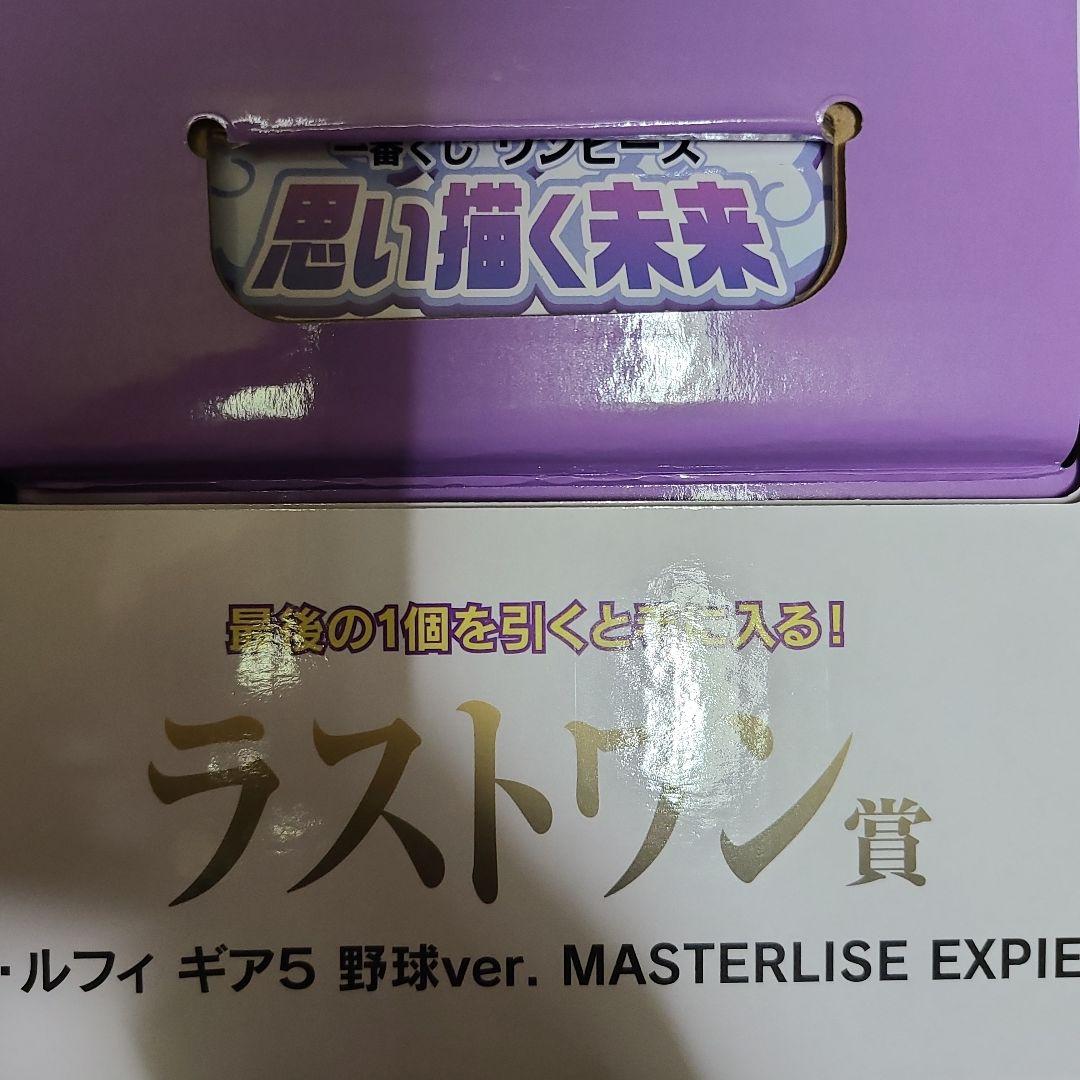 一番くじ ワンピース
思い描く未来
最後の1個を引くと手に入る!
ラストワン賞
・ルフィ ギア5 野球ver. MASTERLISE EXPIE